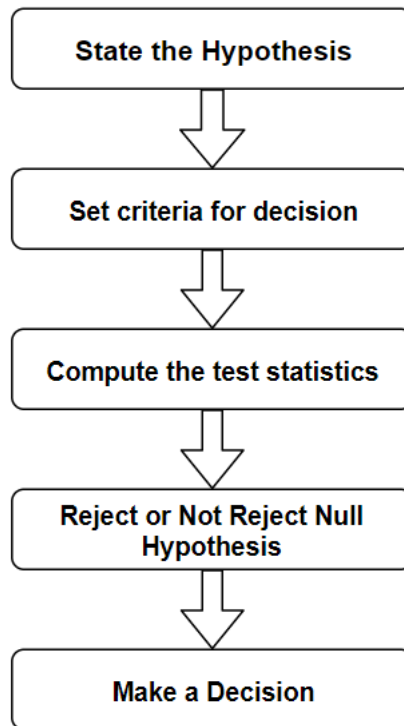 State the Hypothesis
Set criteria for decision
Compute the test statistics
Reject or Not Reject Null
Hypothesis
Make a Decision